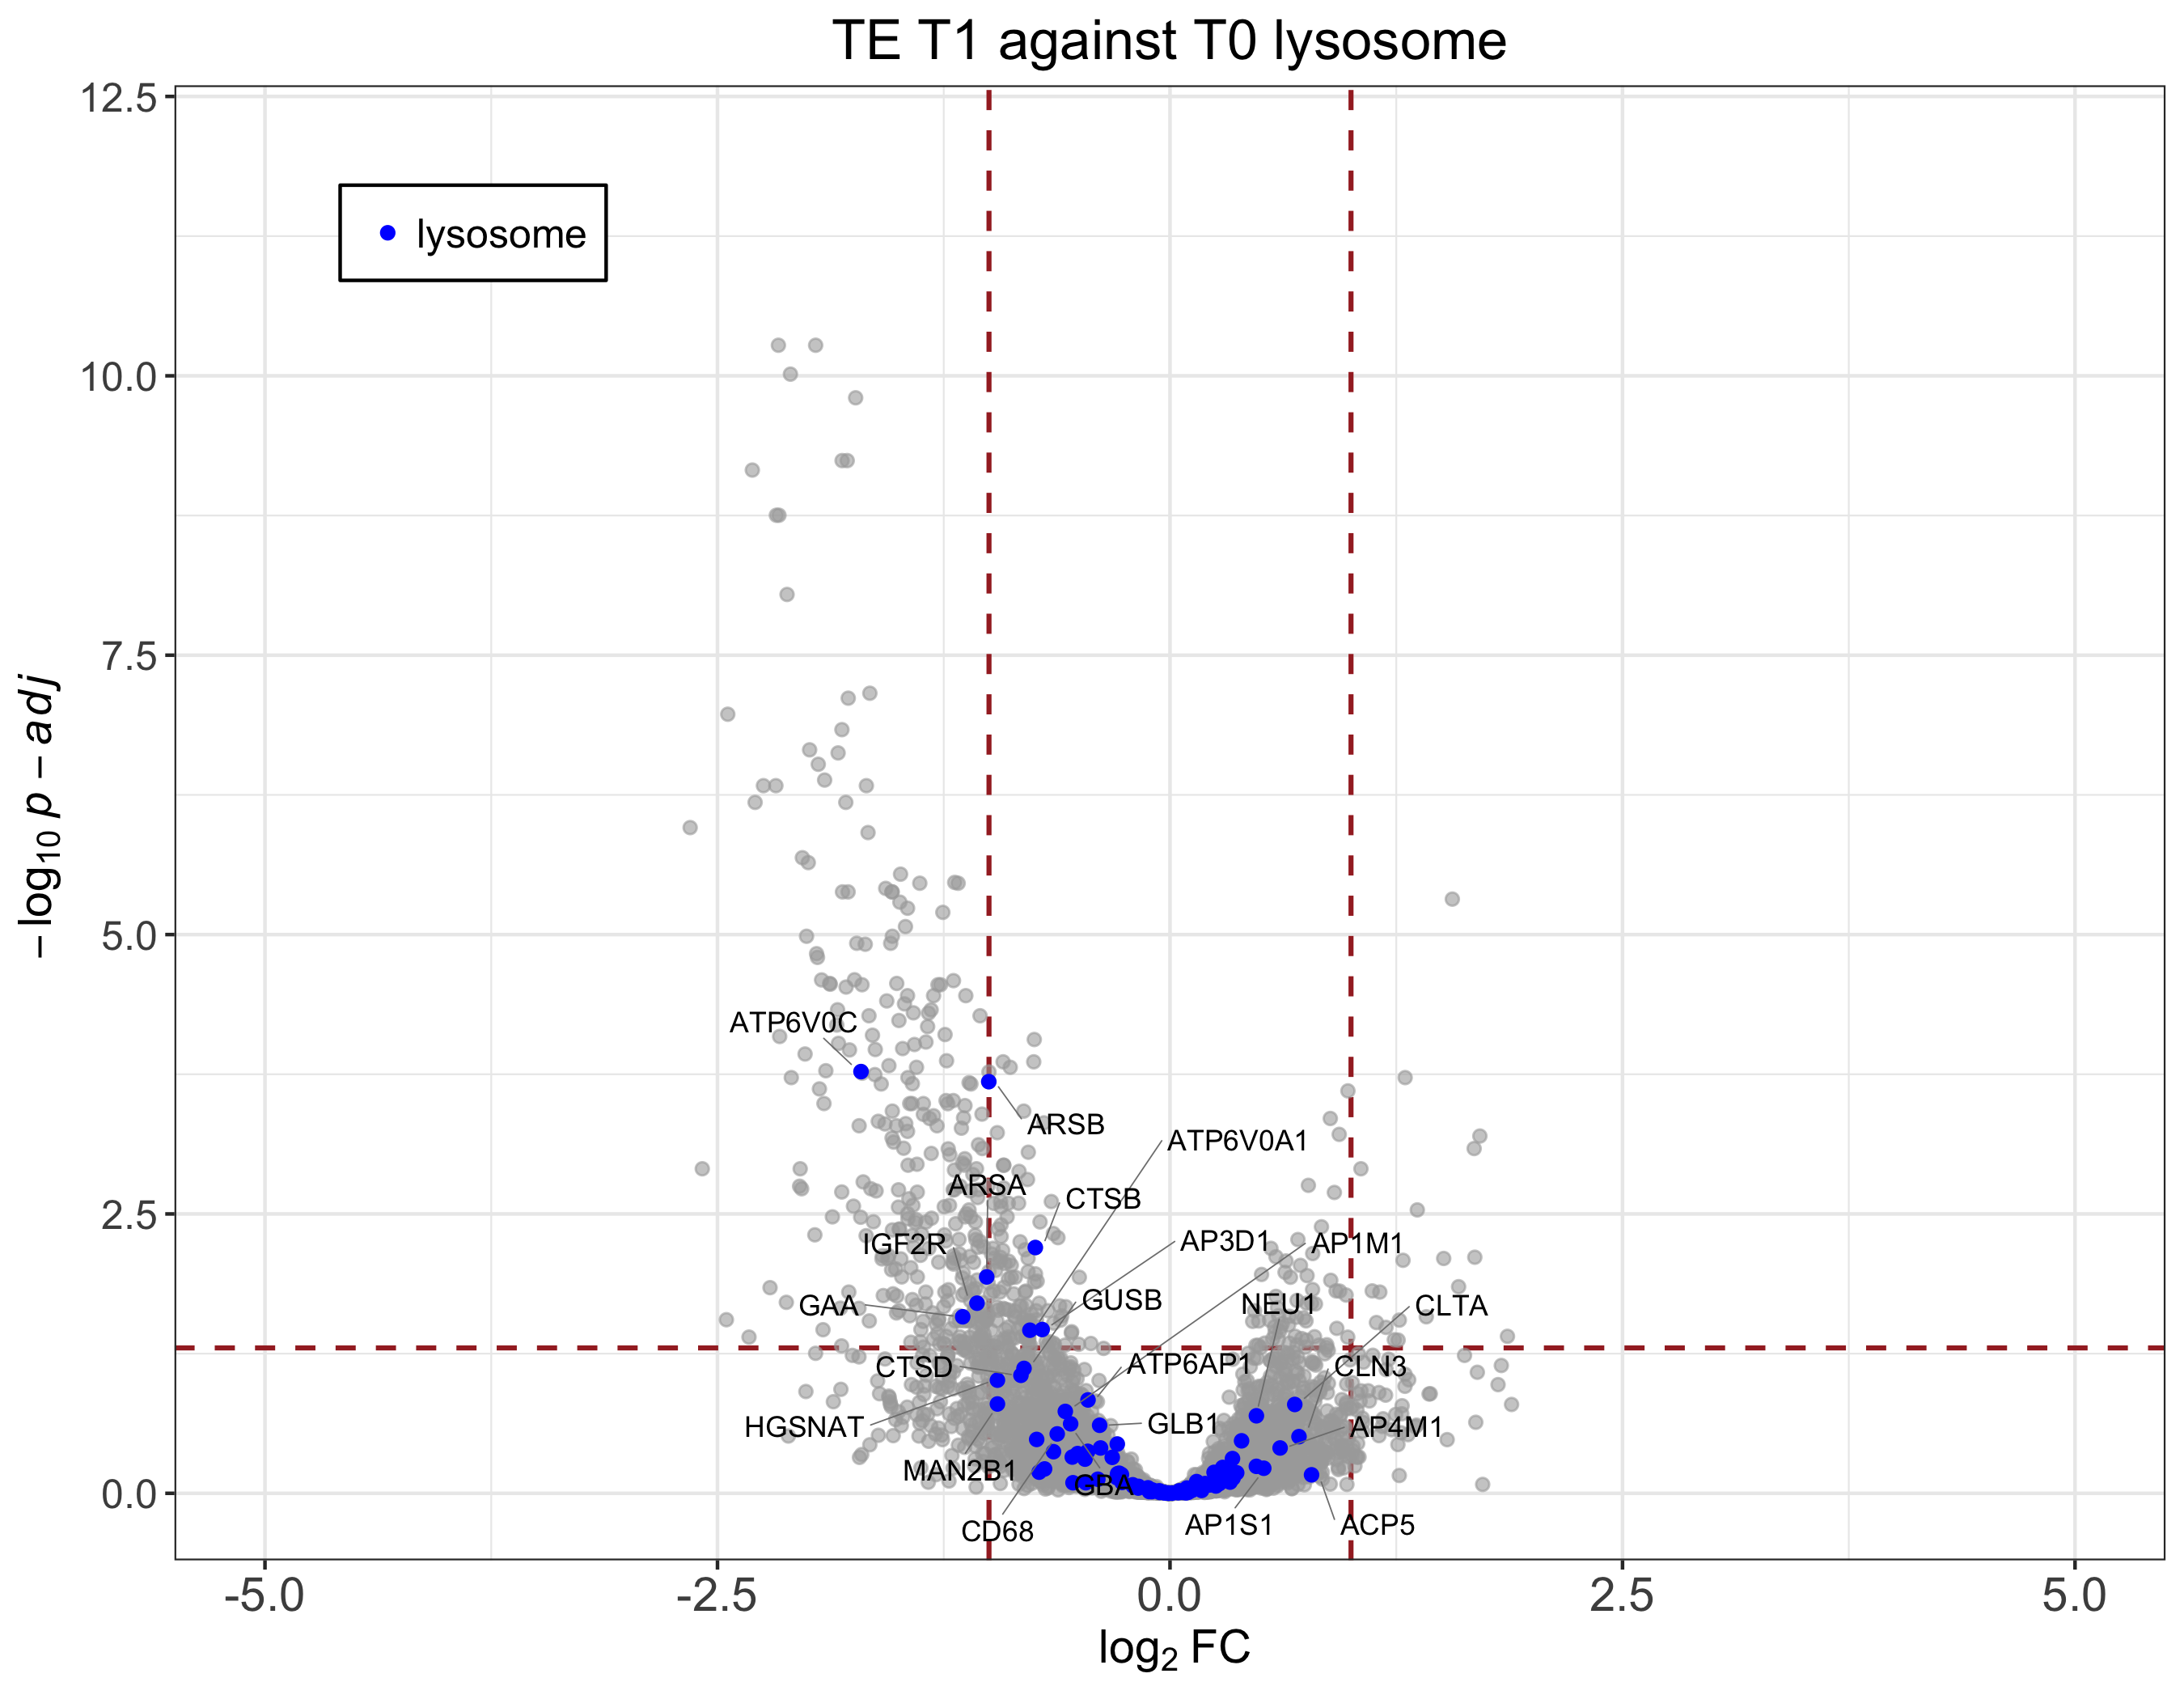 TE T1 against T0 lysosome
12.5
lysosome
10.0
7.5
−log10 p − adj
5.0
ATP6V0C
ARSB
ATP6V0A1
ARSA
CTSB
2.5
IGF2R
AP3D1
AP1M1
GAA
GUSB
NEU1
CLTA
CTSD
ATP6AP1
CLN3
HGSNAT
GLB1
AP4M1
MAN2B1
GBA
0.0
CD68
AP1S1
ACP5
-5.0
-2.5
0.0
2.5
5.0
log2 FC